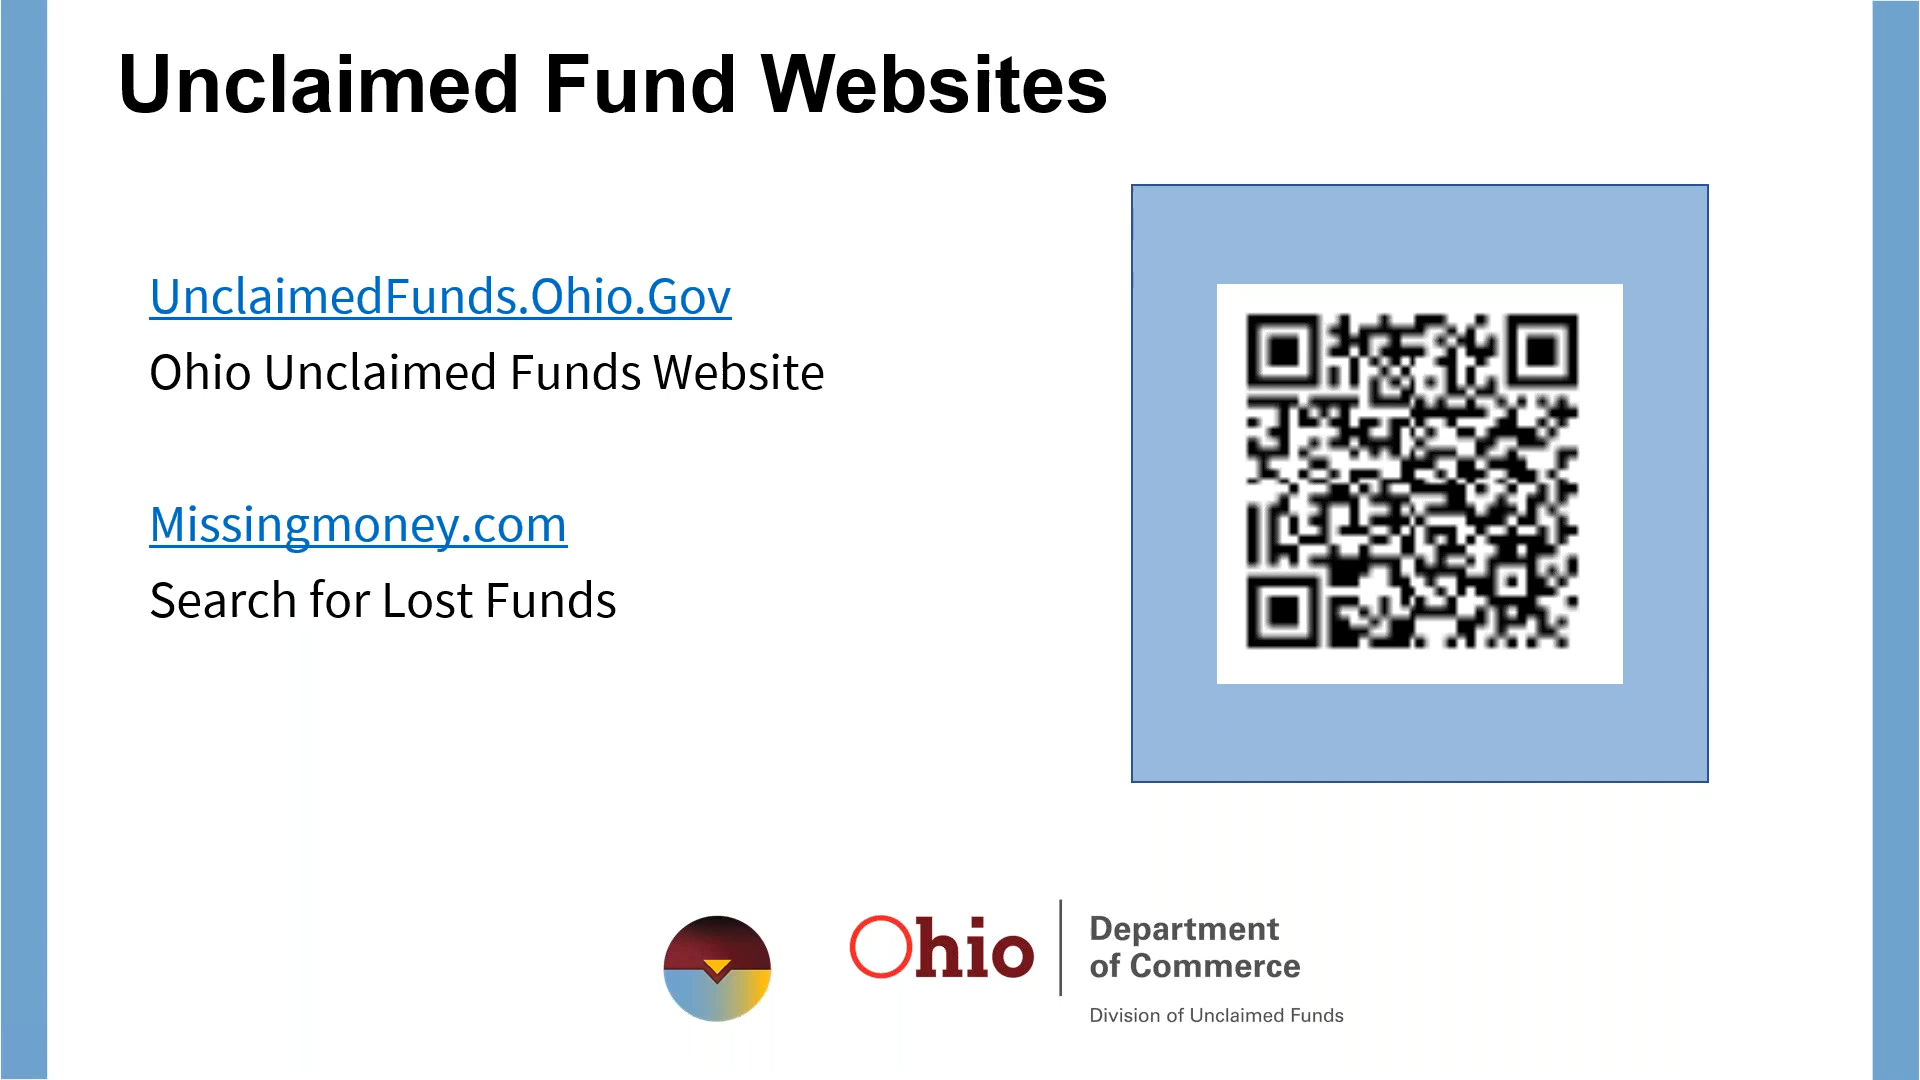 Unclaimed Fund Websites
UnclaimedFunds.Ohio.Gov
Ohio Unclaimed Funds Website
Missingmoney.com
Search for Lost Funds
Ohio
Department
of Commerce
Division of Unclaimed Funds